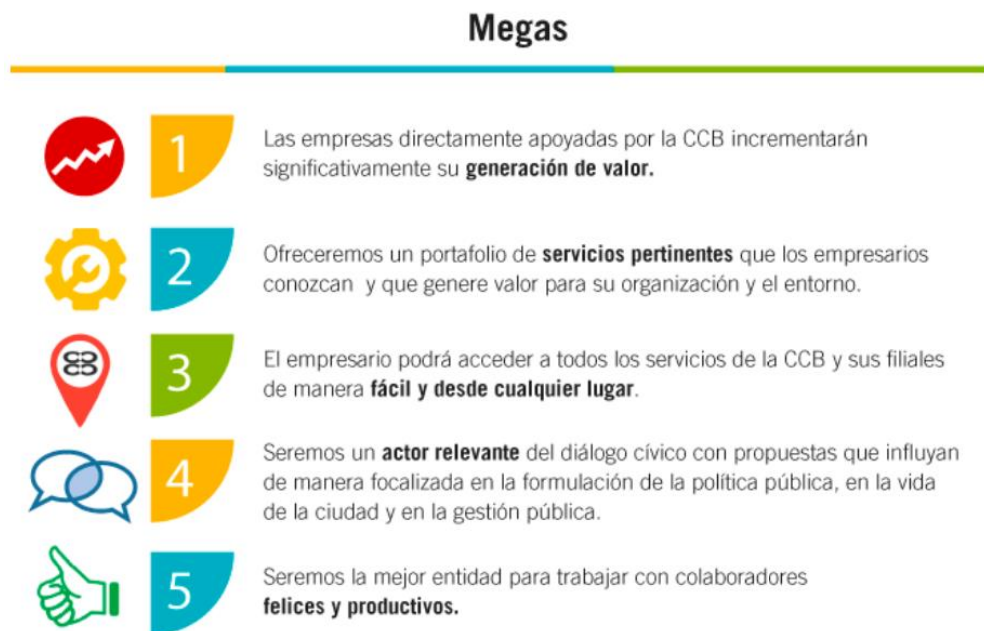 Megas
1
Las empresas directamente apoyadas por la CCB incrementarán
significativamente su generación de valor.
2
Ofreceremos un portafolio de servicios pertinentes que los empresarios
conozcan y que genere valor para su organización y el entorno.
3
El empresario podrá acceder a todos los servicios de la CCB y sus filiales
de manera fácil y desde cualquier lugar.
4
Seremos un actor relevante del diálogo cívico con propuestas que influyan
de manera focalizada en la formulación de la política pública, en la vida
de la ciudad y en la gestión pública.
5
Seremos la mejor entidad para trabajar con colaboradores
felices y productivos.